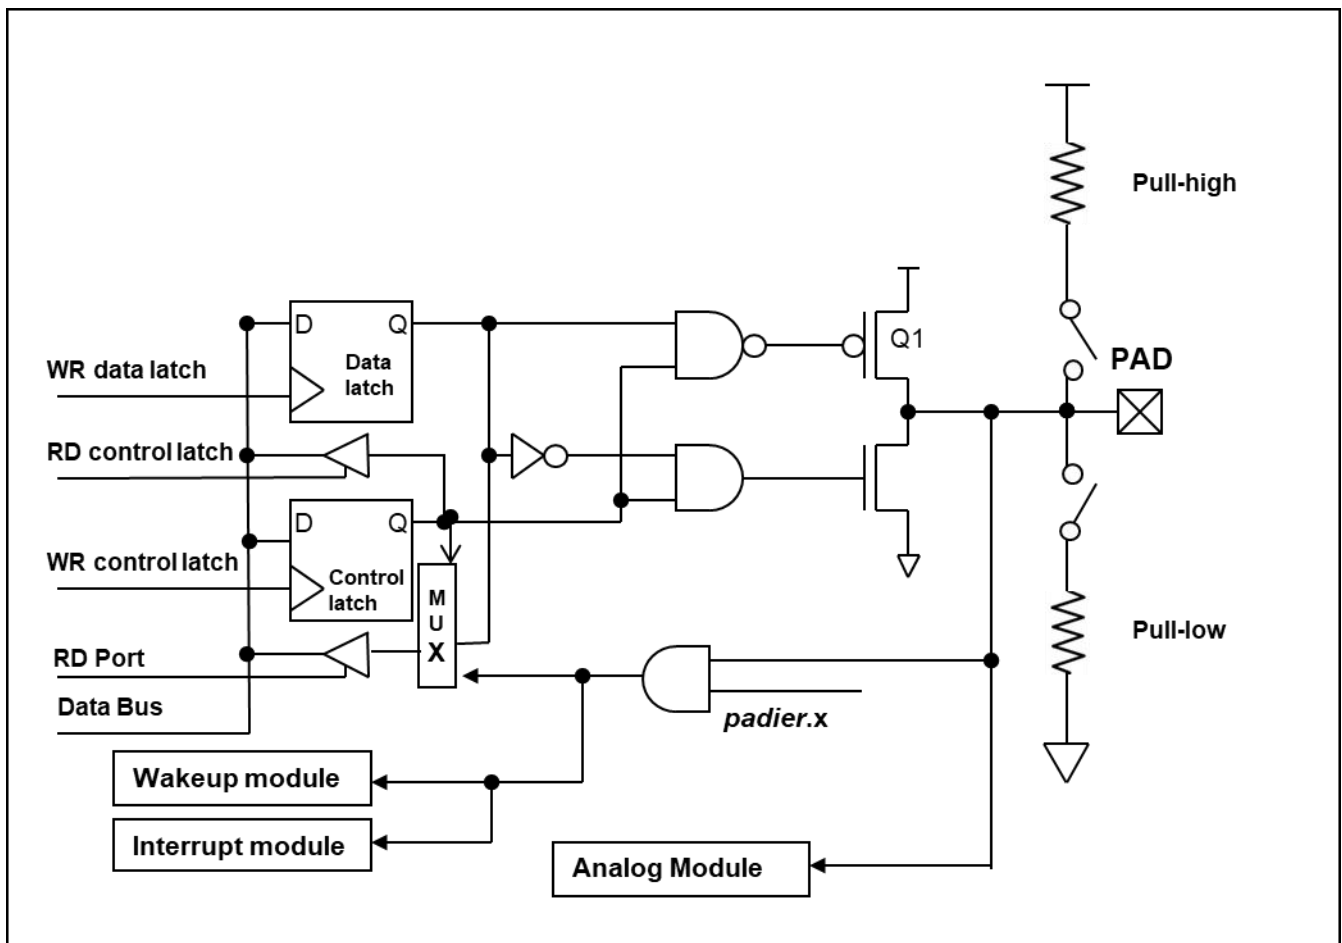 Pull-high
Q1
PAD
D
Q
Data
latch
WR data latch
RD control latch
D
Q
WR control latch
Control
latch
M
U
X
RD Port
Pull-low
Data Bus
padier.x
Wakeup module
Interrupt module
Analog Module